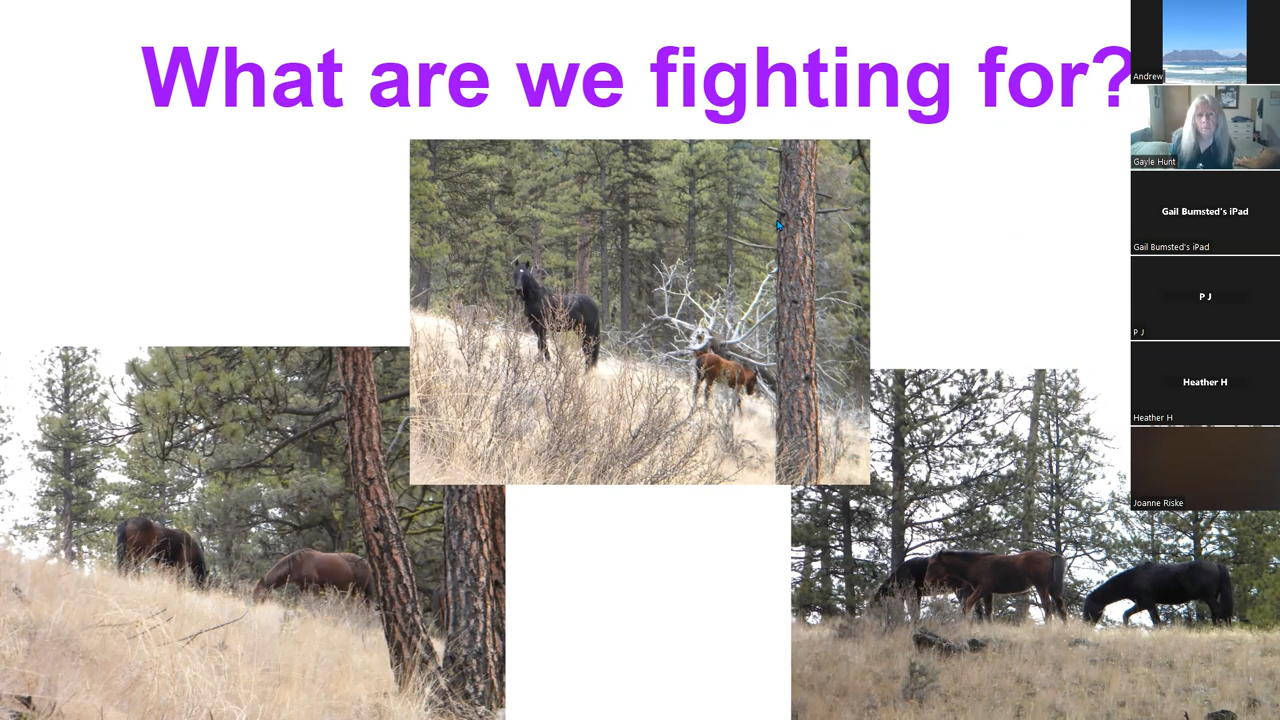 What are we fighting for?
Andrew
Gayle Hunt
Gail Bumsted's iPad
Gail Bumsted's iPad
P J
P J
Heather H
Heather H
Joanne Riske